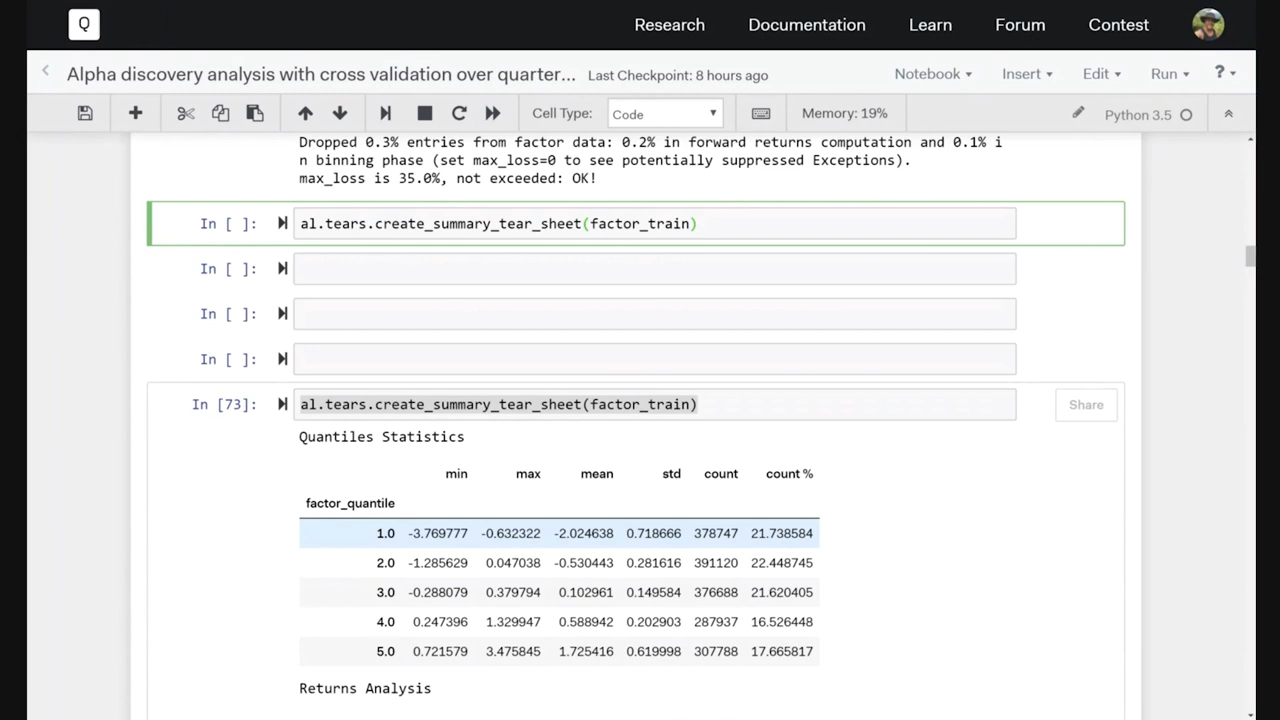 Q Research Documentation Learn Forum Contest
Alpha discovery analysis with cross validation over quarter... Last Checkpoint: 8 hours ago Notebook Insert Edit Run ?
Cell Type: Code Memory: 19% Python 3.5
Dropped 0.3% entries from factor data: 0.2% in forward returns computation and 0.1% i
n binning phase (set max_loss=0 to see potentially suppressed Exceptions).
max_loss is 35.0%, not exceeded: OK!
In [ ]: al.tears.create_summary_tear_sheet(factor_train)
In [ ]:
In [ ]:
In [ ]:
In [73]: al.tears.create_summary_tear_sheet(factor_train) Share
Quantiles Statistics
min max mean std count count %
factor_quantile
1.0 -3.769777 -0.632322 -2.024638 0.718666 378747 21.738584
2.0 -1.285629 0.047038 -0.530443 0.281616 391120 22.448745
3.0 -0.288079 0.379794 0.102961 0.149584 376688 21.620405
4.0 0.247396 1.329947 0.588942 0.202903 287937 16.526448
5.0 0.721579 3.475845 1.725416 0.619998 307788 17.665817
Returns Analysis